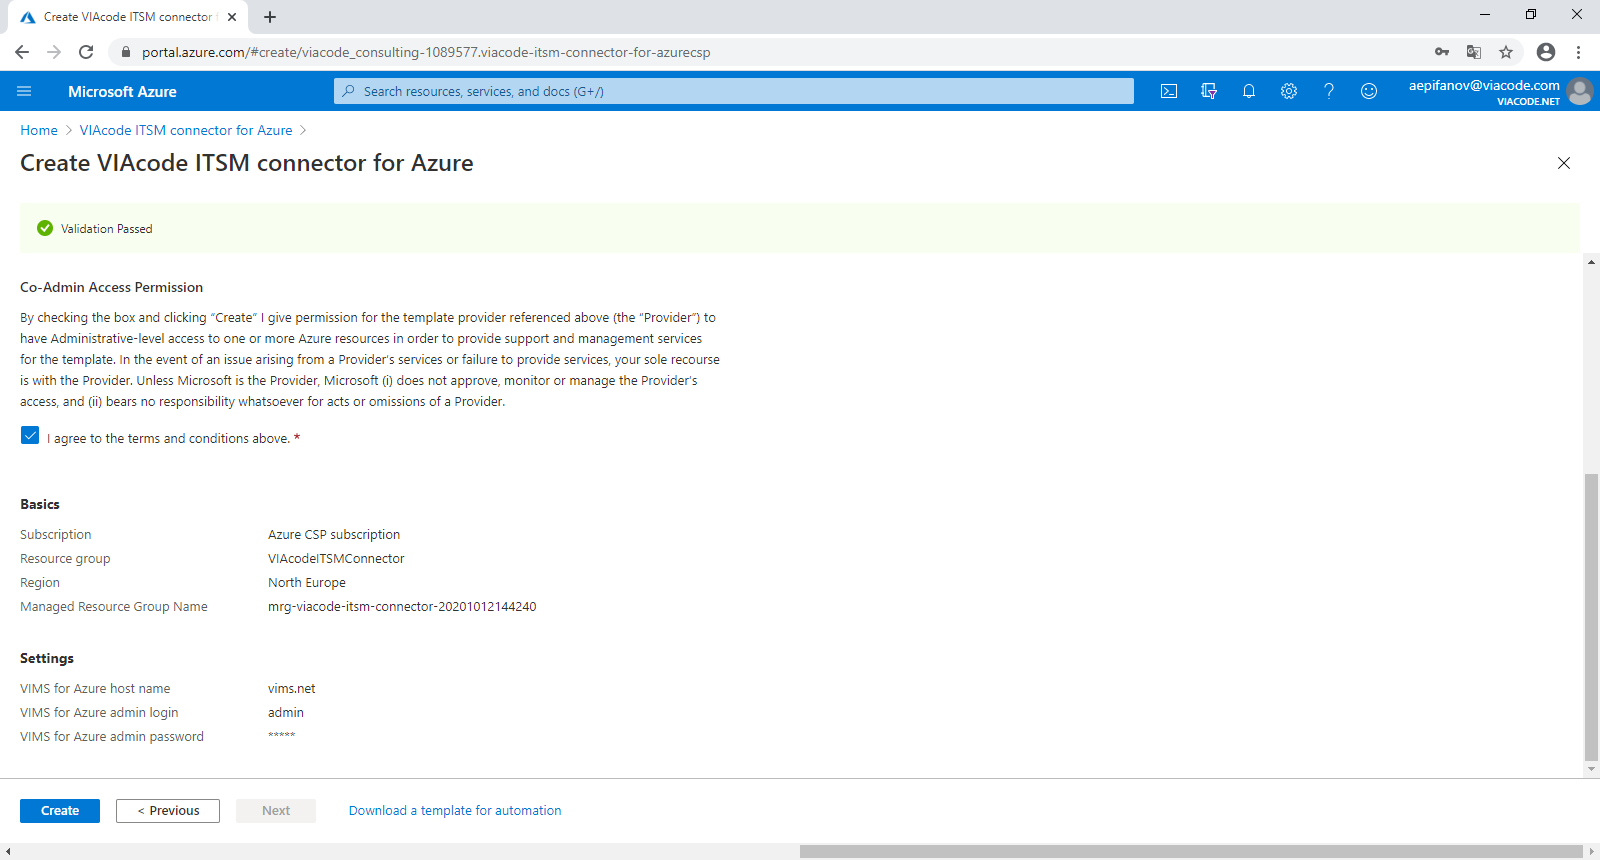 Create VIAcode ITSM connector f
portal.azure.com/#create/viacode_consulting-1089577.viacode-itsm-connector-for-azurecsp
Microsoft Azure
Search resources, services, and docs (G+/)
aepifanov@viacode.com
VIACODE.NET
Home > VIAcode ITSM connector for Azure >
Create VIAcode ITSM connector for Azure
Validation Passed
Co-Admin Access Permission
By checking the box and clicking “Create” I give permission for the template provider referenced above (the “Provider”) to
have Administrative-level access to one or more Azure resources in order to provide support and management services
for the template. In the event of an issue arising from a Provider’s services or failure to provide services, your sole recourse
is with the Provider. Unless Microsoft is the Provider, Microsoft (i) does not approve, monitor or manage the Provider’s
access, and (ii) bears no responsibility whatsoever for acts or omissions of a Provider.
I agree to the terms and conditions above. *
Basics
Subscription Azure CSP subscription
Resource group VIAcodeITSMConnector
Region North Europe
Managed Resource Group Name mrg-viacode-itsm-connector-20201012144240
Settings
VIMS for Azure host name vims.net
VIMS for Azure admin login admin
VIMS for Azure admin password *****
Create < Previous Next Download a template for automation